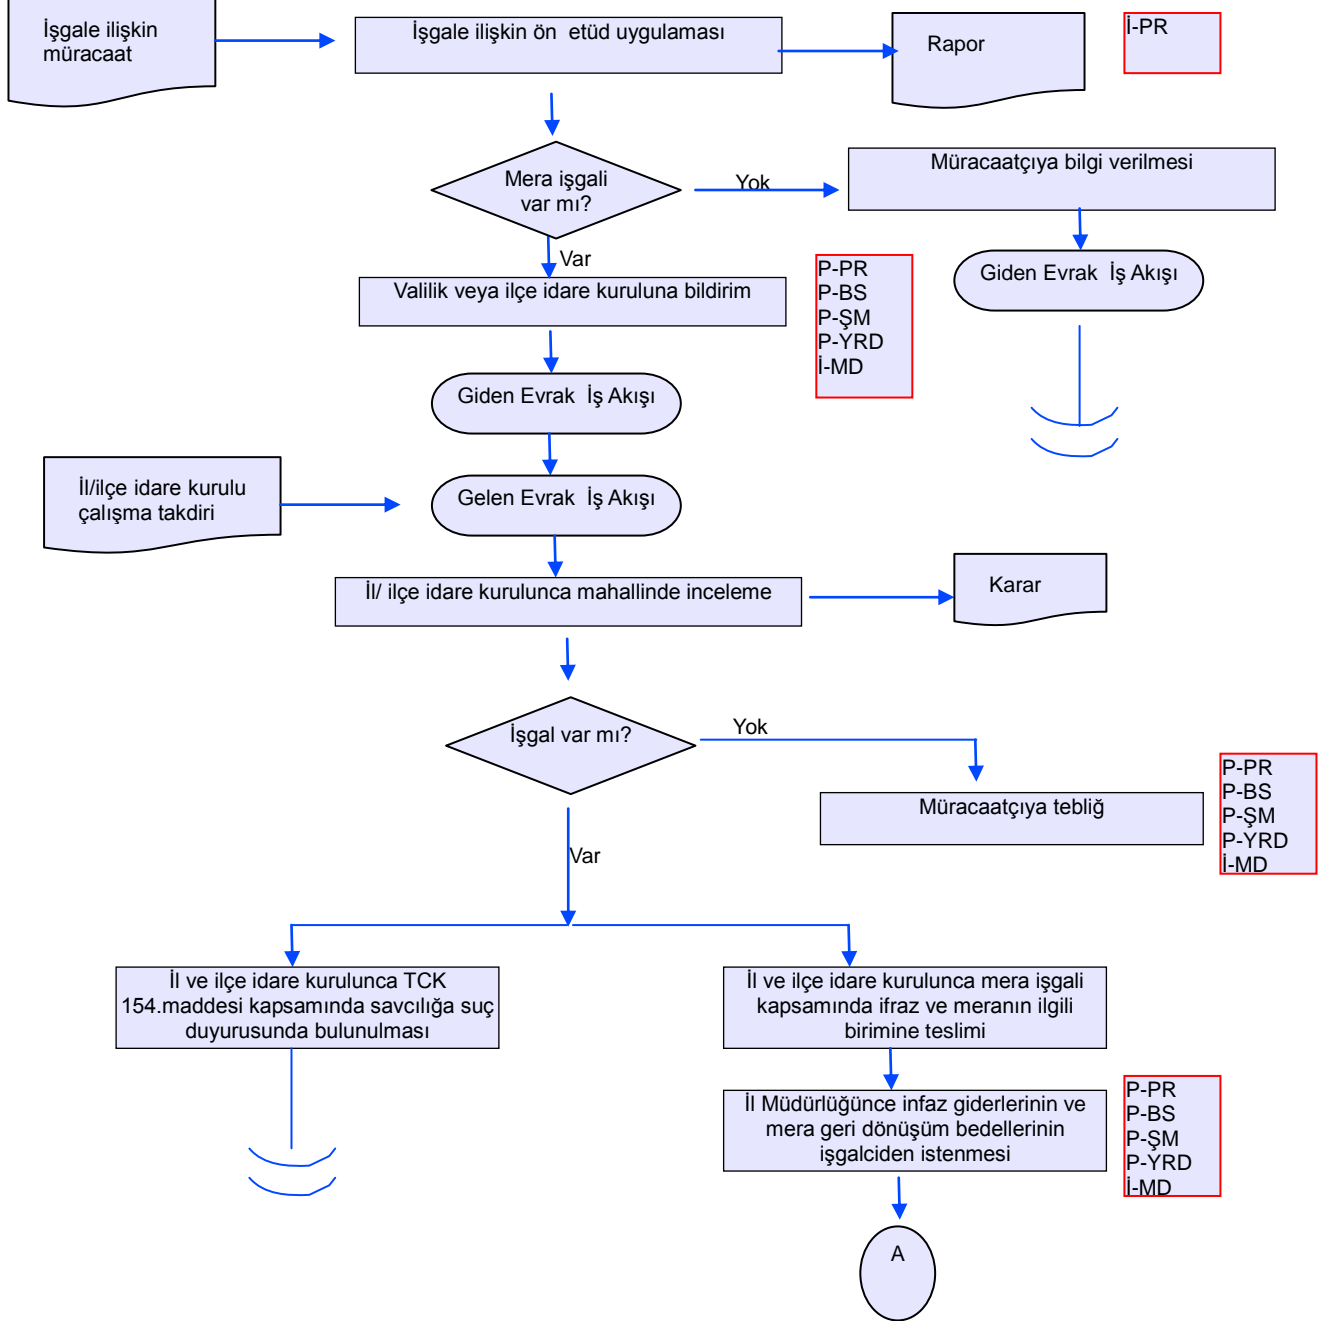 İşgale ilişkin
müracaat
İşgale ilişkin ön  etüd uygulaması
Rapor
İ-PR
Mera işgali
var mı?
Yok
Müracaatçıya bilgi verilmesi
Var
Giden Evrak  İş Akışı
Valilik veya ilçe idare kuruluna bildirim
P-PR
P-BS
P-ŞM
P-YRD
İ-MD
Giden Evrak  İş Akışı
İl/ilçe idare kurulu
çalışma takdiri
Gelen Evrak  İş Akışı
İl/ ilçe idare kurulunca mahallinde inceleme
Karar
İşgal var mı?
Yok
Müracaatçıya tebliğ
P-PR
P-BS
P-ŞM
P-YRD
İ-MD
Var
İl ve ilçe idare kurulunca TCK
154.maddesi kapsamında savcılığa suç
duyurusunda bulunulması
İl ve ilçe idare kurulunca mera işgali
kapsamında ifraz ve meranın ilgili
birimine teslimi
İl Müdürlüğünce infaz giderlerinin ve
mera geri dönüşüm bedellerinin
işgalciden istenmesi
P-PR
P-BS
P-ŞM
P-YRD
İ-MD
A